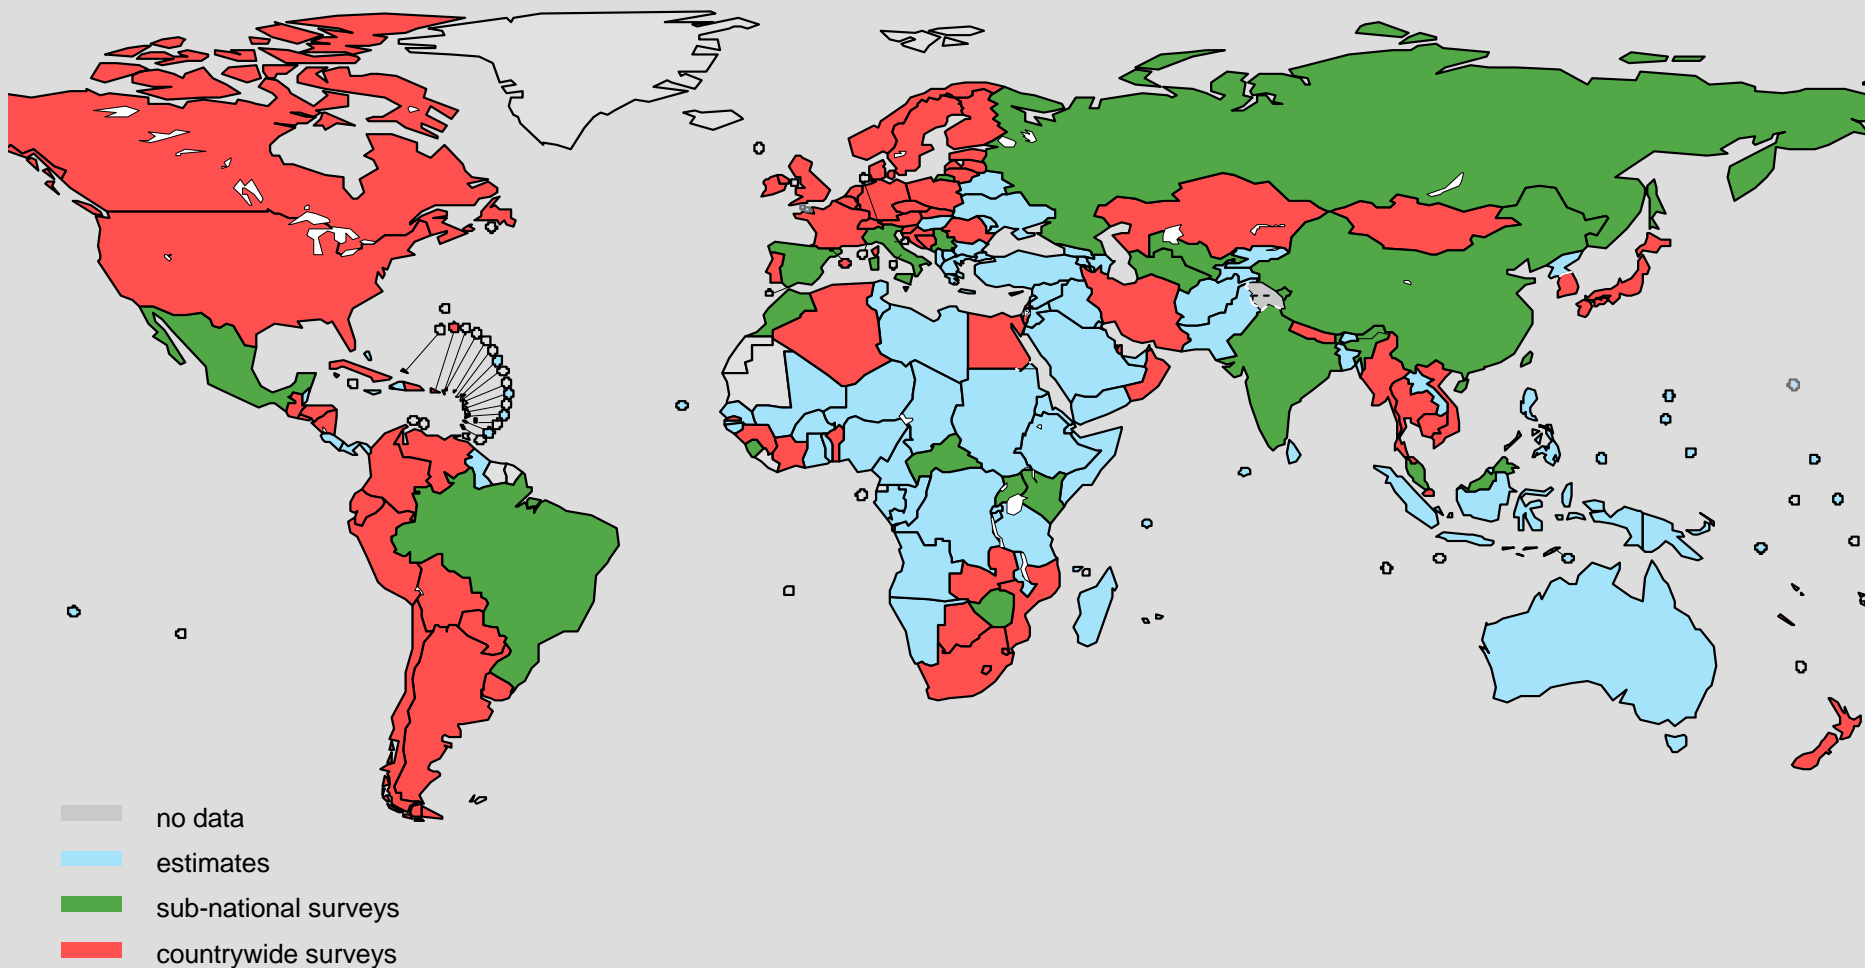 no data
estimates
sub-national surveys
countrywide surveys